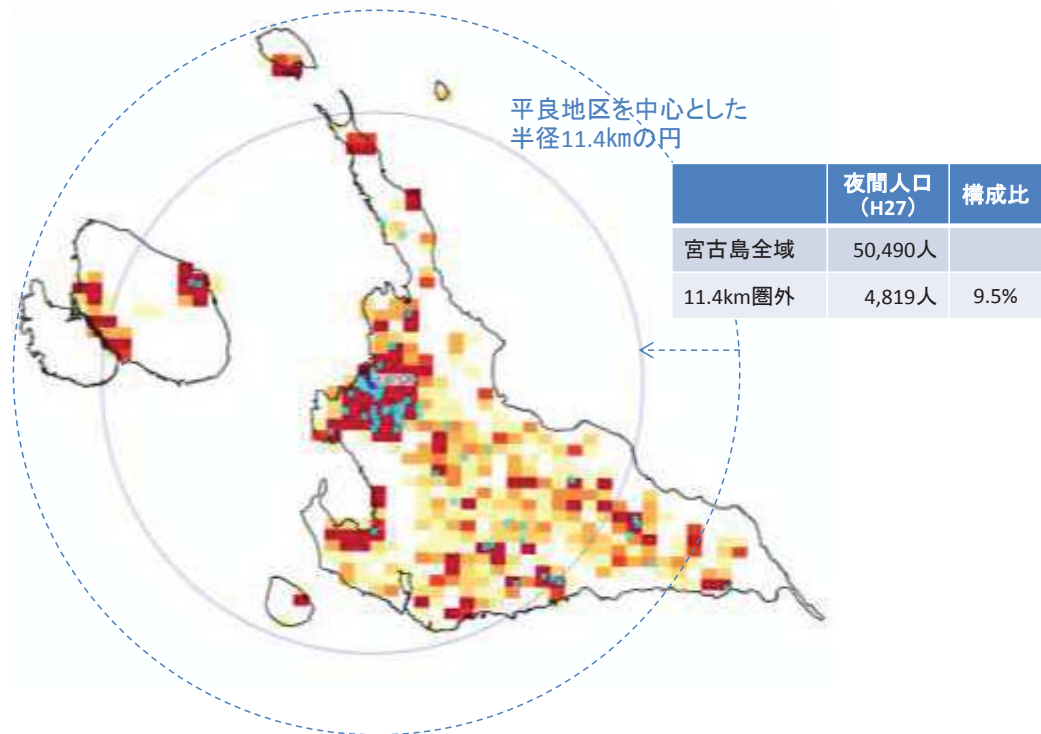 平良地区を中心とした
半径11.4kmの円
夜間人口
（H27）
構成比
宮古島全域 50,490人
11.4km圏外 4,819人 9.5%